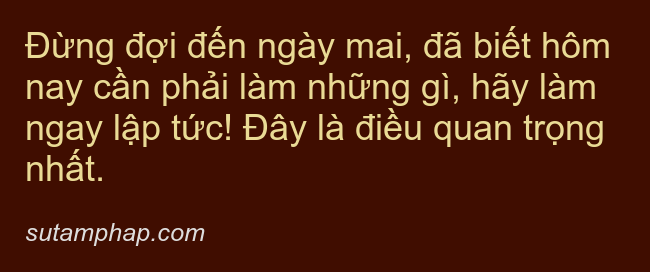 Đừng đợi đến ngày mai, đã biết hôm
nay cần phải làm những gì, hãy làm
ngay lập tức! Đây là điều quan trọng
nhất.
sutamphap.com